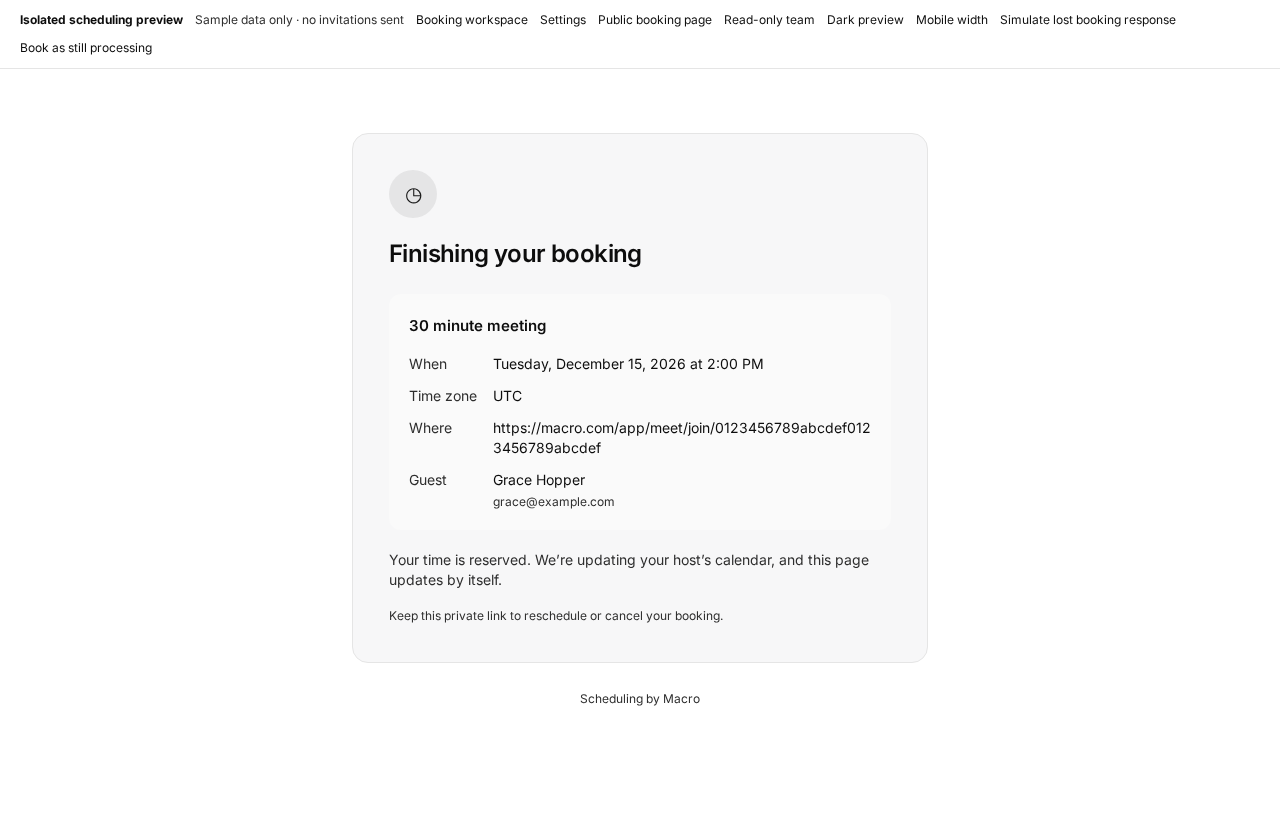 Isolated scheduling preview Sample data only · no invitations sent Booking workspace Settings Public booking page Read-only team Dark preview Mobile width Simulate lost booking response
Book as still processing
Finishing your booking
30 minute meeting
When Tuesday, December 15, 2026 at 2:00 PM
Time zone UTC
Where https://macro.com/app/meet/join/0123456789abcdef012
3456789abcdef
Guest Grace Hopper
grace@example.com
Your time is reserved. We’re updating your host’s calendar, and this page
updates by itself.
Keep this private link to reschedule or cancel your booking.
Scheduling by Macro